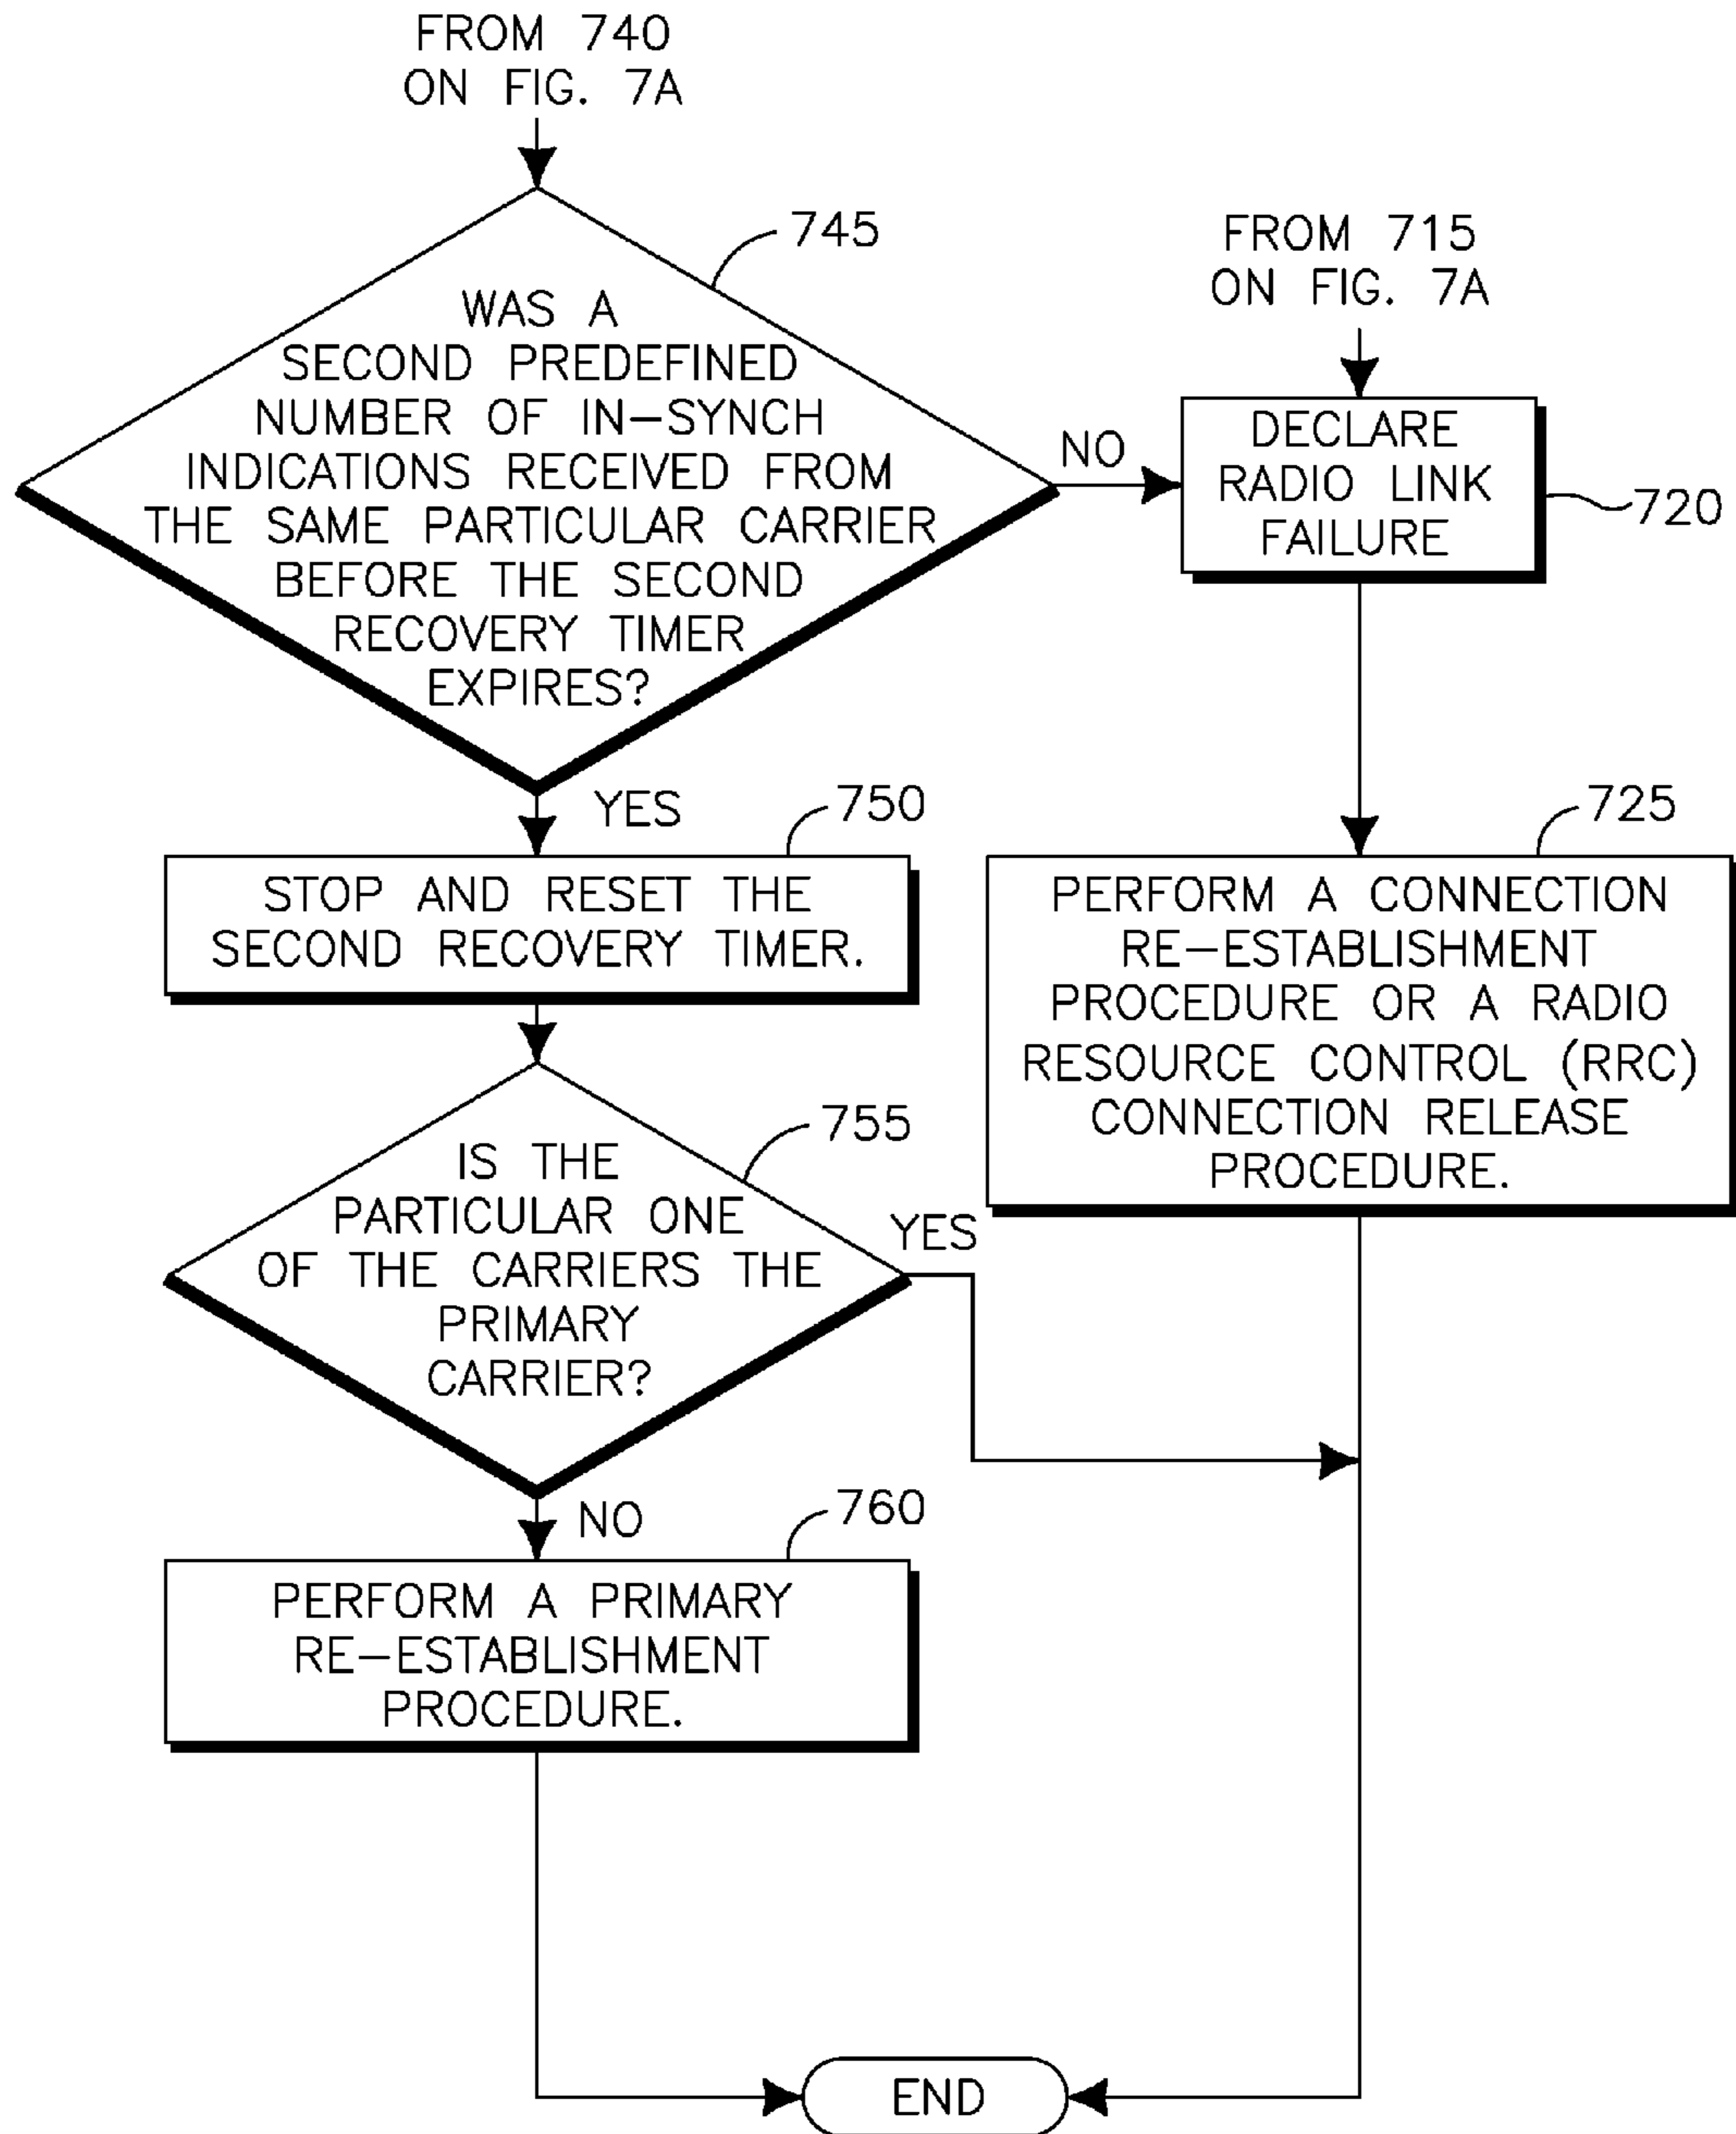 FROM 740
ON FIG. 7A
745
WAS A
SECOND PREDEFINED
NUMBER OF IN-SYNCH
INDICATIONS RECEIVED FROM
THE SAME PARTICULAR CARRIER
BEFORE THE SECOND
RECOVERY TIMER
EXPIRES?
NO
FROM 715
ON FIG. 7A
DECLARE
RADIO LINK
FAILURE
720
YES
750
STOP AND RESET THE
SECOND RECOVERY TIMER.
725
PERFORM A CONNECTION
RE-ESTABLISHMENT
PROCEDURE OR A RADIO
RESOURCE CONTROL (RRC)
CONNECTION RELEASE
PROCEDURE.
755
IS THE
PARTICULAR ONE
OF THE CARRIERS THE
PRIMARY
CARRIER?
YES
NO
760
PERFORM A PRIMARY
RE-ESTABLISHMENT
PROCEDURE.
END